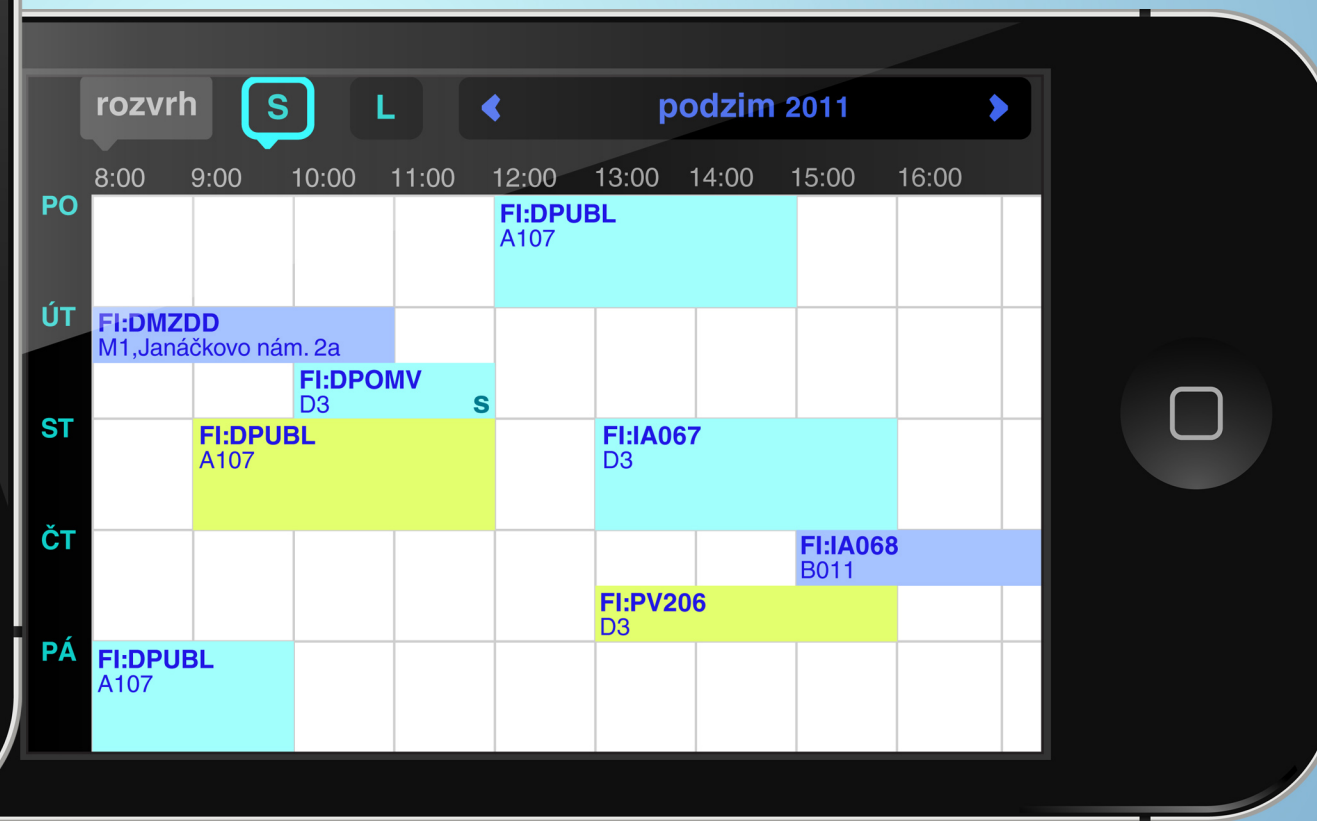 rozvrh S L podzim 2011
8:00 9:00 10:00 11:00 12:00 13:00 14:00 15:00 16:00
PO
FI:DPUBL
A107
ÚT
FI:DMZDD
M1,Janáčkovo nám. 2a
FI:DPOMV
D3 S
ST
FI:DPUBL
A107
FI:IA067
D3
ČT
FI:IA068
B011
FI:PV206
D3
PÁ
FI:DPUBL
A107